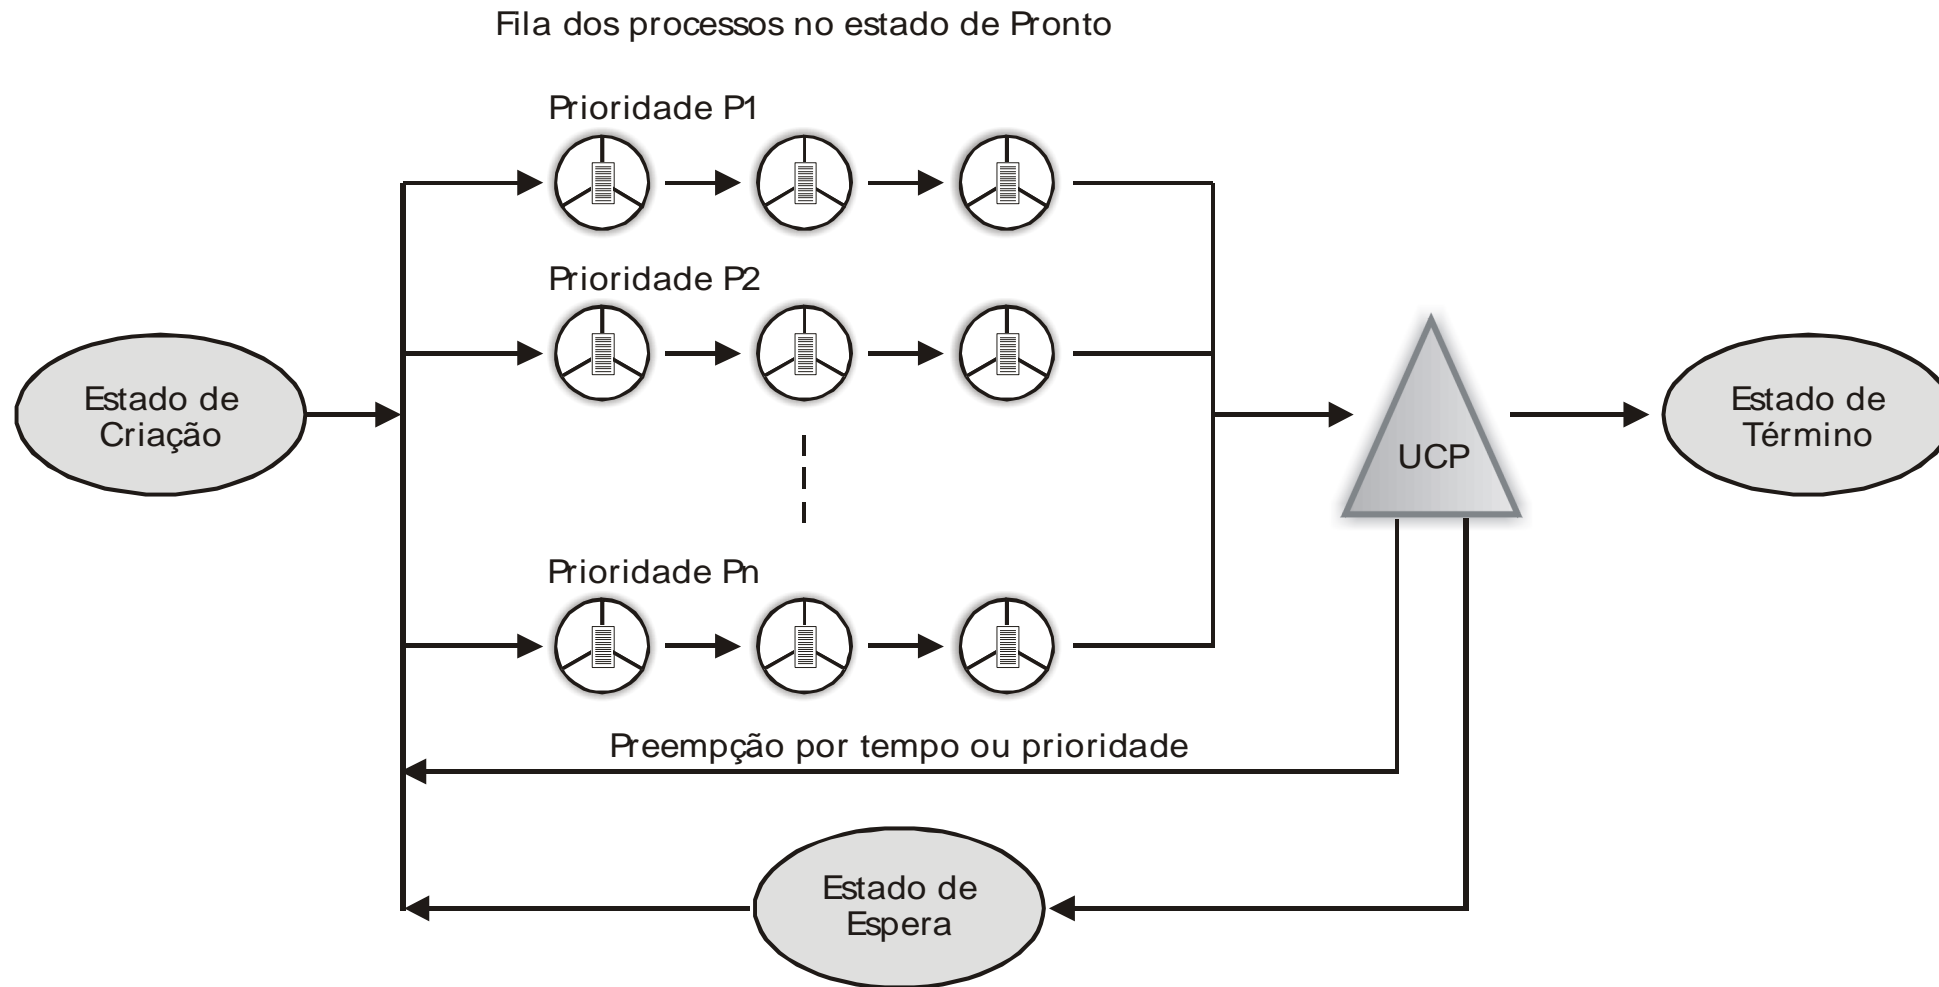 Fila dos processos no estado de Pronto
Prioridade P1
Prioridade P2
Estado de
Criação
UCP
Estado de
Término
Prioridade Pn
Preempção por tempo ou prioridade
Estado de
Espera